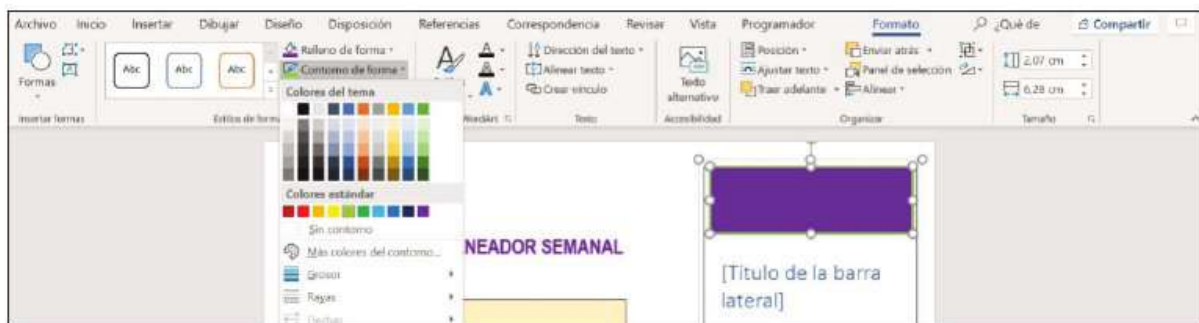 Archivo Inicio Insertar Dibujar Diseño Disposición Referencias Correspondencia Revisar Vista Programador Formato ¿Qué de Compartir
Formas
Abc Abc Abc
Relleno de forma
Contorno de forma
Dirección del texto
Alinear texto
Crear vínculo
Texto
alternativo
Posición
Ajustar texto
Traer adelante
Enviar atrás
Panel de selección
Alinear
2,07 cm
6,28 cm
Insertar formas
Estilos de forma
WordArt
Texto
Accesibilidad
Organizar
Tamaño
Colores del tema
Colores estándar
Sin contorno
Más colores del contorno...
Grosor
Rayas
NEADOR SEMANAL
[Título de la barra
lateral]